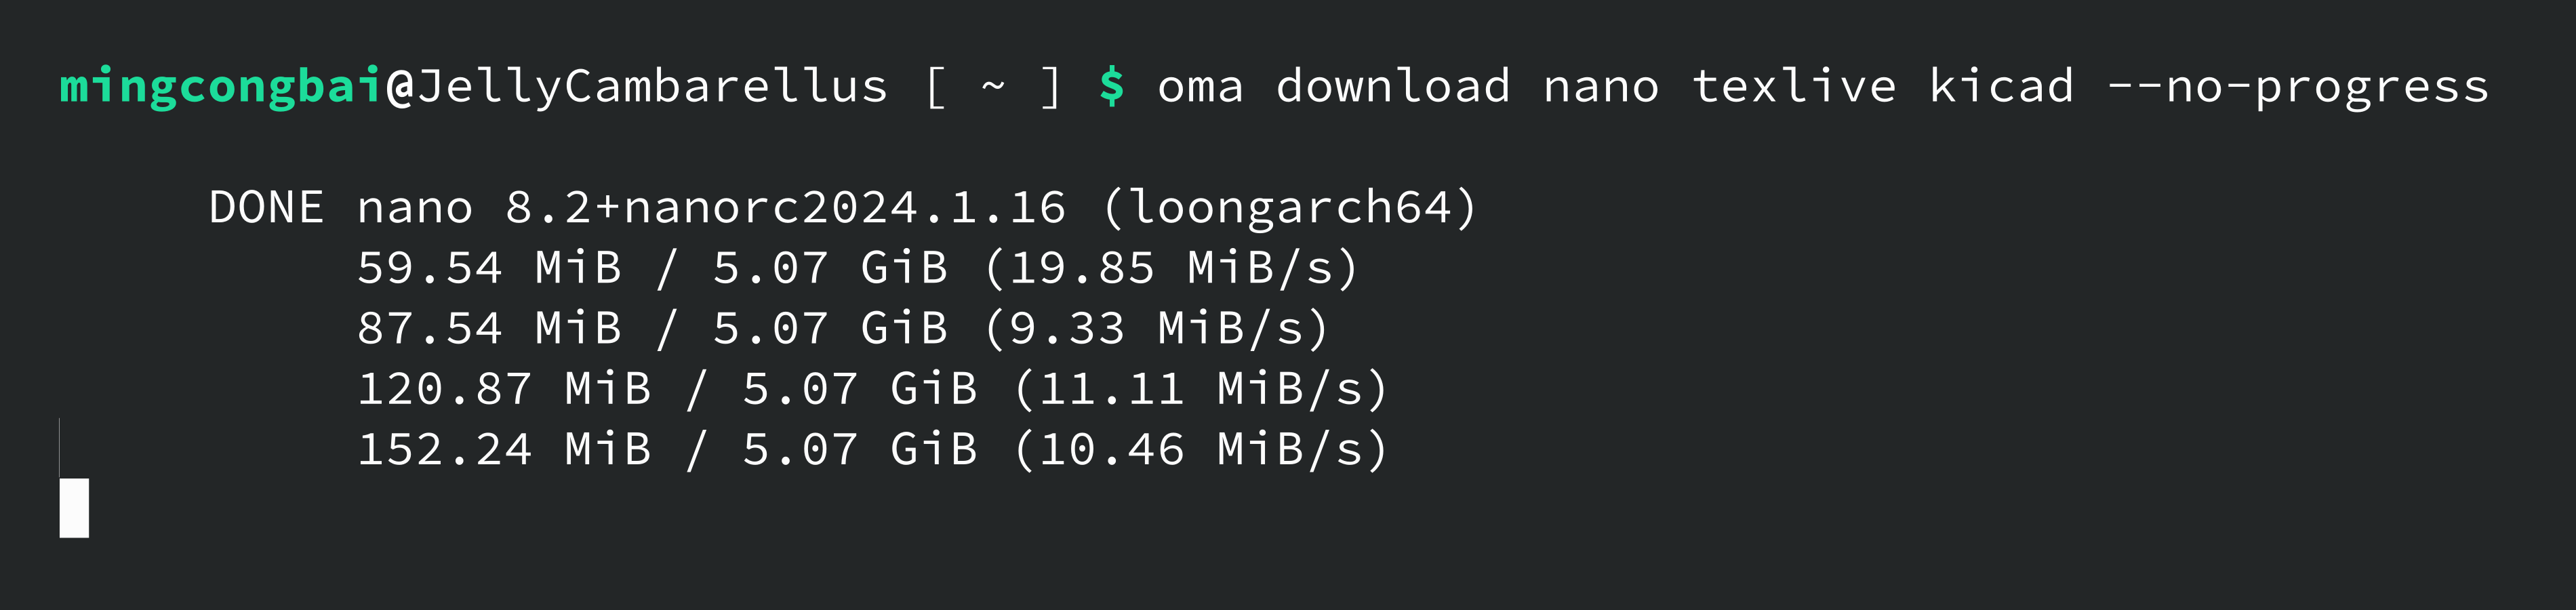 mingcongbai@JellyCambarellus [ ~ ] $ oma download nano texlive kicad --no-progress
DONE nano 8.2+nanorc2024.1.16 (loongarch64)
59.54 MiB / 5.07 GiB (19.85 MiB/s)
87.54 MiB / 5.07 GiB (9.33 MiB/s)
120.87 MiB / 5.07 GiB (11.11 MiB/s)
152.24 MiB / 5.07 GiB (10.46 MiB/s)